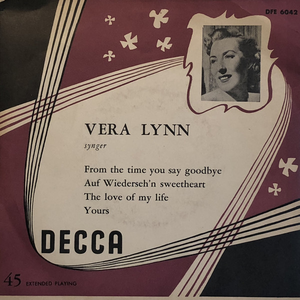 DFE 6042
VERA LYNN
synger
From the time you say goodbye
Auf Wiederseh'n sweetheart
The love of my life
Yours
DECCA
45 EXTENDED PLAYING